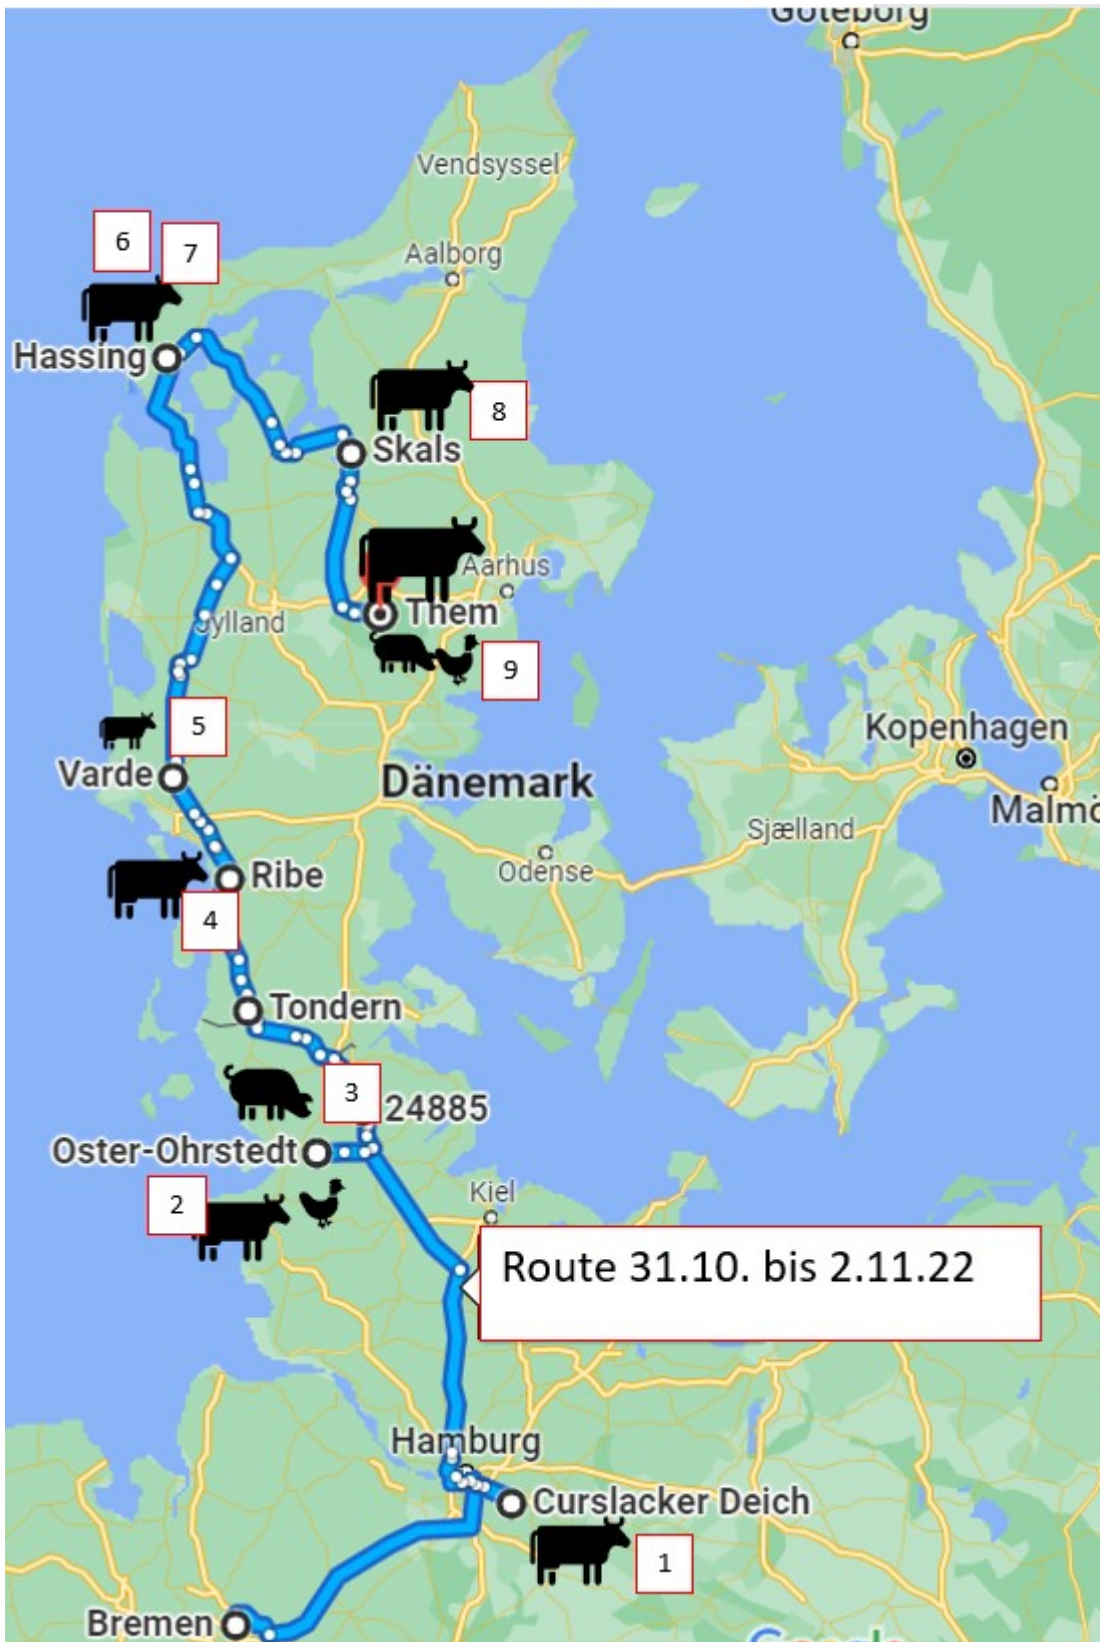 Göteborg
Vendsyssel
Aalborg
6
7
Hassing
8
Skals
Aarhus
Them
9
Jylland
5
Varde
Kopenhagen
Dänemark
Malmö
Sjælland
Odense
Ribe
4
Tondern
3
24885
Oster-Ohrstedt
2
Kiel
Route 31.10. bis 2.11.22
Hamburg
Curslacker Deich
1
Bremen
Google